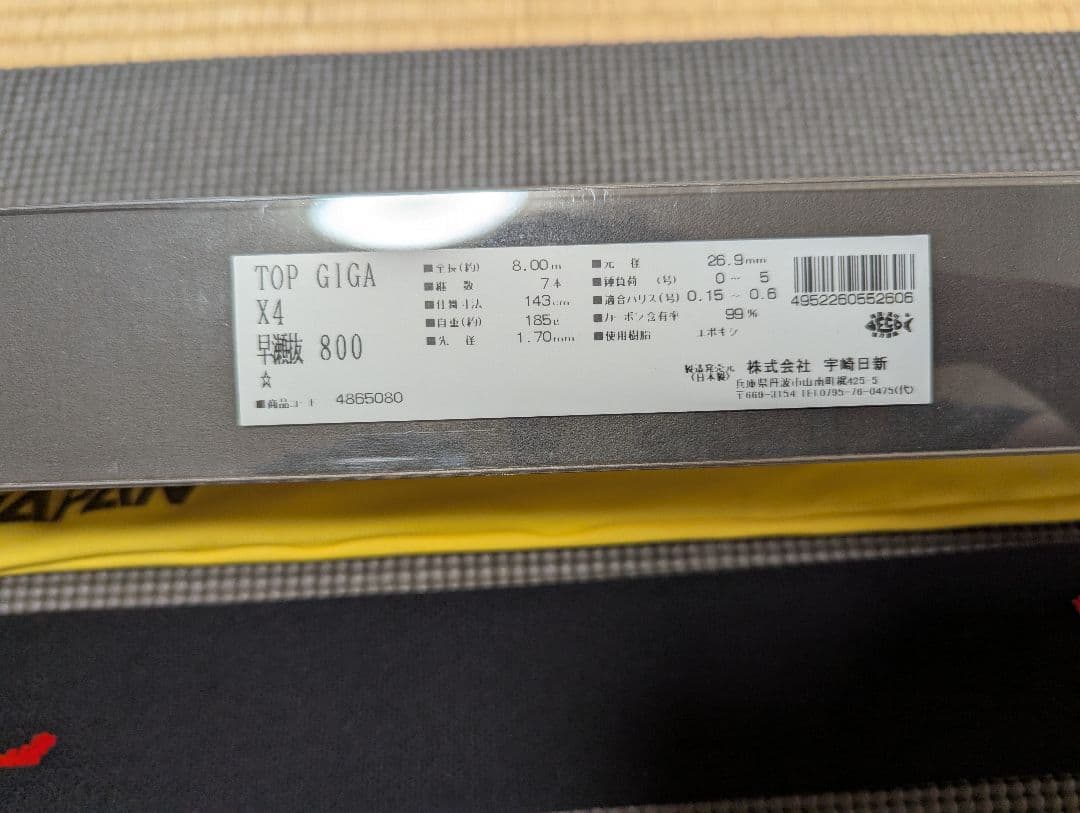 TOP GIGA
X4
早瀬抜 800
☆
■商品コード 4865080
■全長(約) 8.00m
■継数 7本
■仕舞寸法 143cm
■自重(約) 185g
■先径 1.70mm
■元径 26.9mm
■錘負荷 (号) 0～5
■適合ハリス(号) 0.15～0.6
■カーボン含有率 99%
■使用樹脂 エポキシ
4952260552606
製造発売元 株式会社 宇崎日新
(日本製) 兵庫県丹波市山南町梶425-5
〒669-3154 TEL0795-76-0475(代)
JAPAN